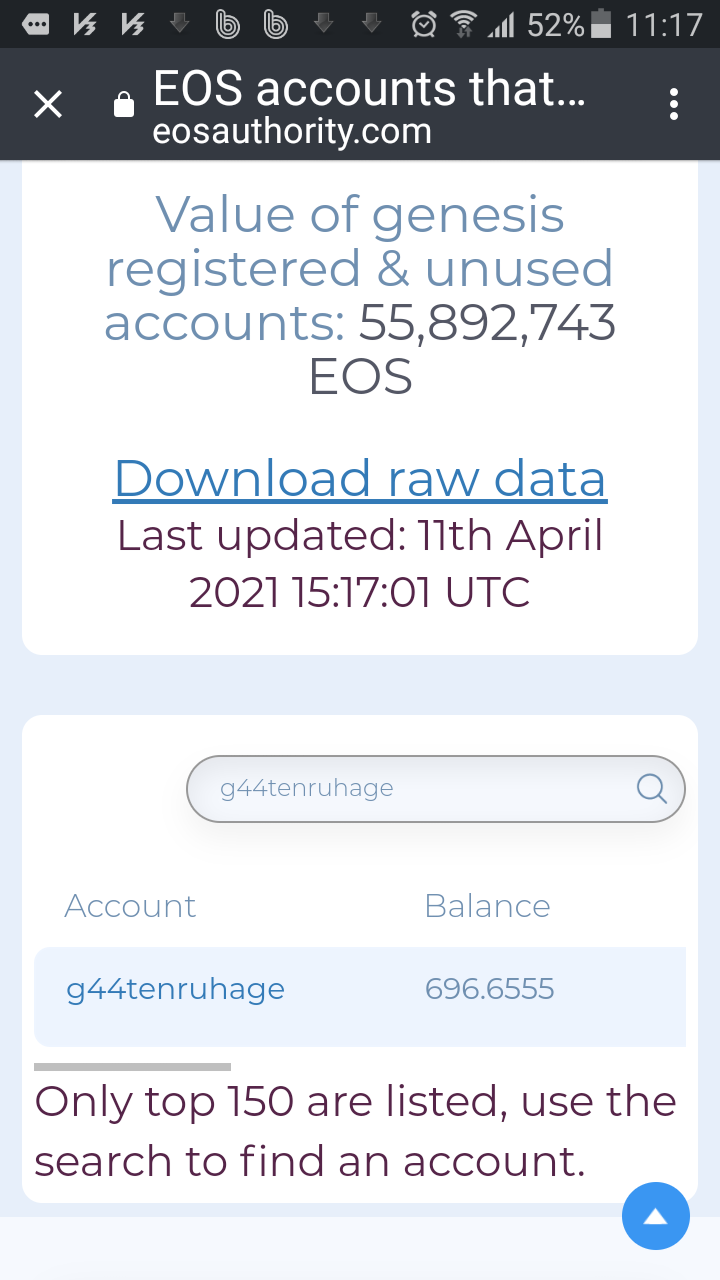 52% 11:17
EOS accounts that...
eosauthority.com
Value of genesis
registered & unused
accounts: 55,892,743
EOS
Download raw data
Last updated: 11th April
2021 15:17:01 UTC
g44tenruhage
Account Balance
g44tenruhage 696.6555
Only top 150 are listed, use the
search to find an account.